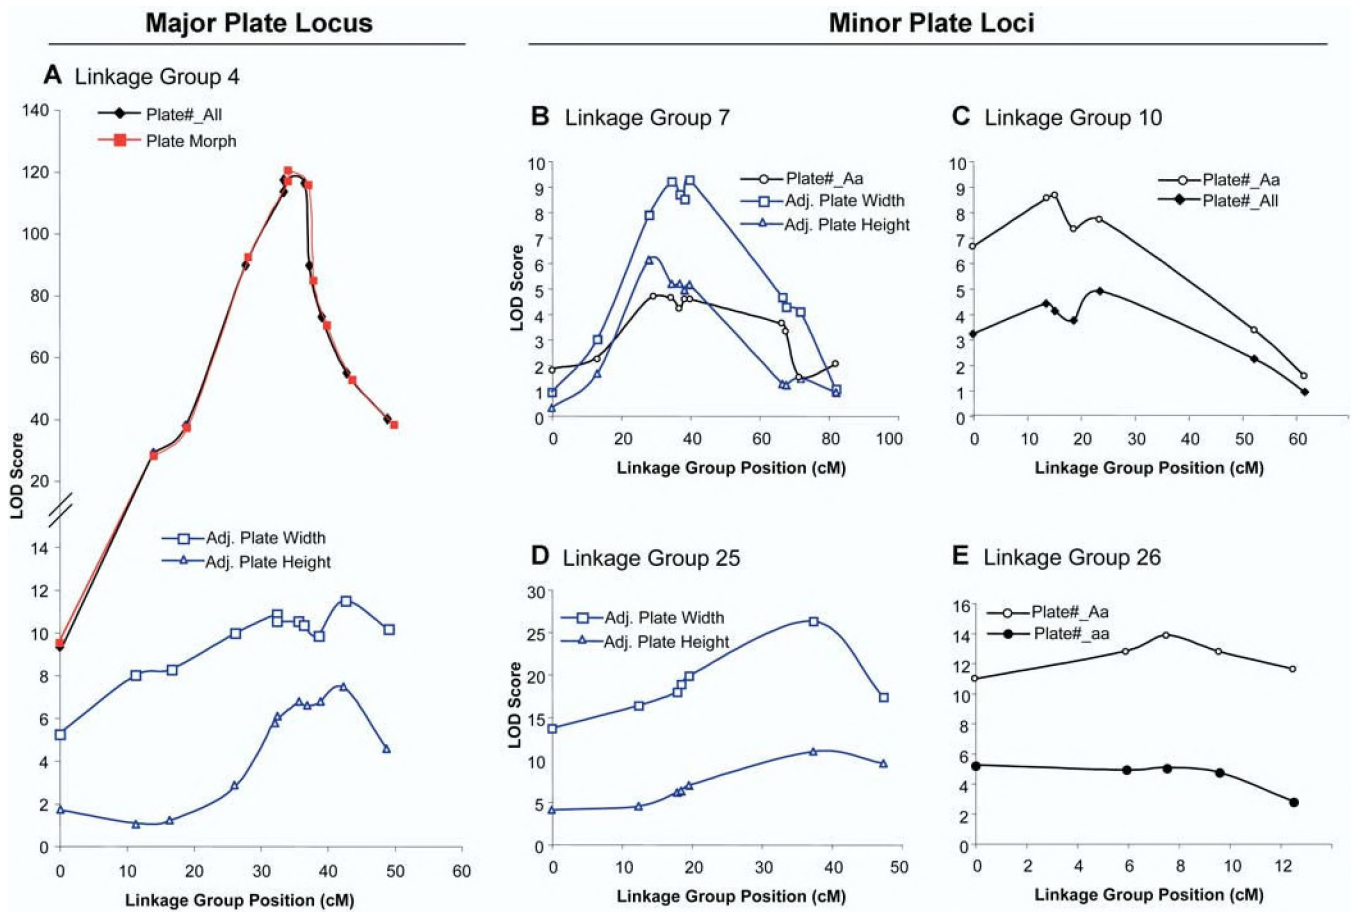 Major Plate Locus
Minor Plate Loci
A Linkage Group 4
Plate#_All
Plate Morph
140
120
100
80
60
40
20
LOD Score
Adj. Plate Width
Adj. Plate Height
14
12
10
8
6
4
2
0
0 10 20 30 40 50 60
Linkage Group Position (cM)
B Linkage Group 7
Plate#_Aa
Adj. Plate Width
Adj. Plate Height
10
9
8
7
6
5
4
3
2
1
0
LOD Score
0 20 40 60 80 100
Linkage Group Position (cM)
C Linkage Group 10
Plate#_Aa
Plate#_All
10
9
8
7
6
5
4
3
2
1
0
0 10 20 30 40 50 60
Linkage Group Position (cM)
D Linkage Group 25
Adj. Plate Width
Adj. Plate Height
30
25
20
15
10
5
0
LOD Score
0 10 20 30 40 50
Linkage Group Position (cM)
E Linkage Group 26
Plate#_Aa
Plate#_aa
16
14
12
10
8
6
4
2
0
0 2 4 6 8 10 12
Linkage Group Position (cM)